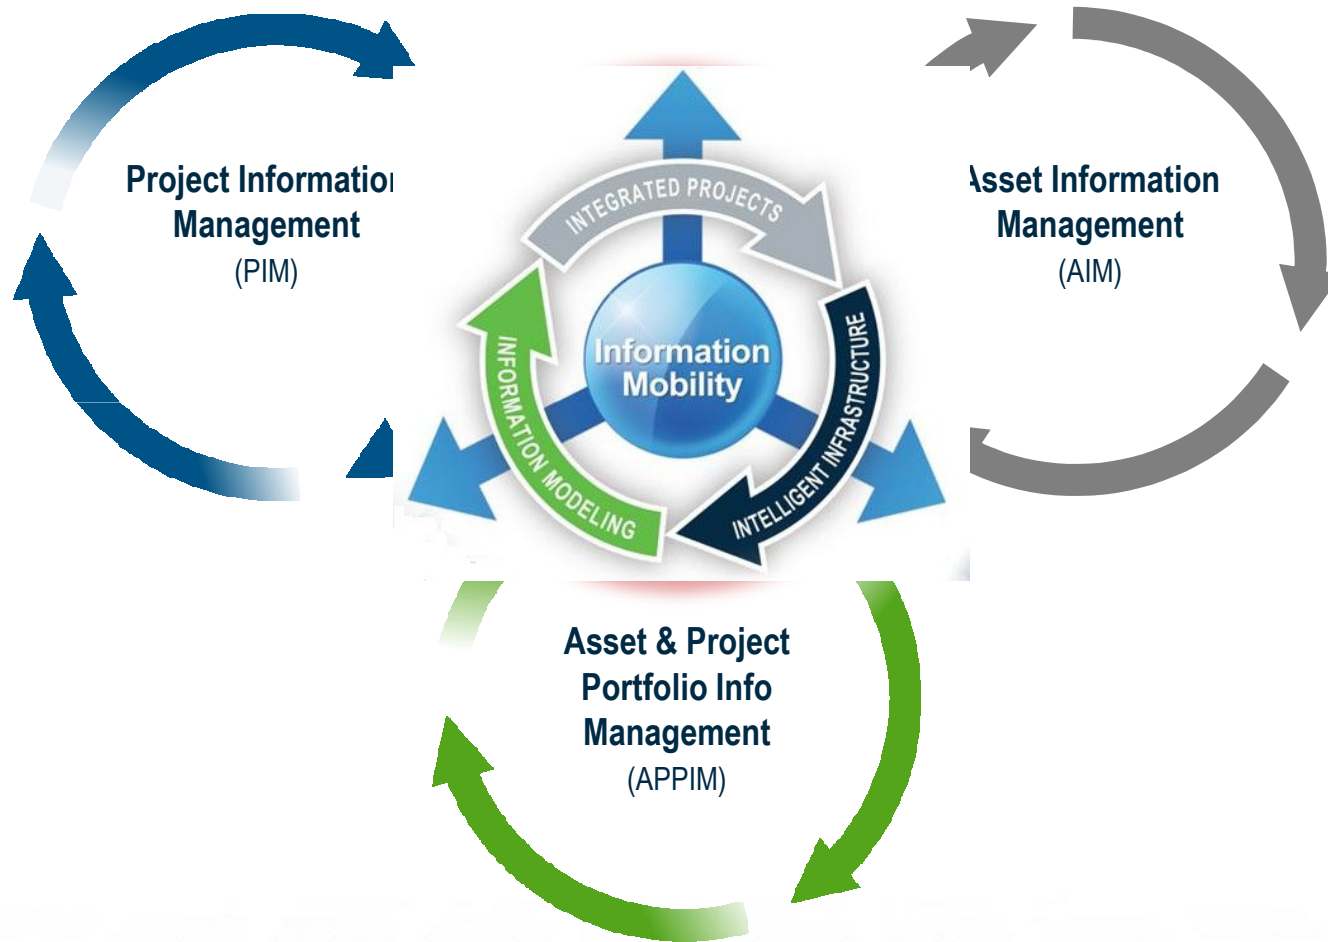 Project Information
Management
(PIM)
INTEGRATED PROJECTS
Asset Information
Management
(AIM)
Information
Mobility
INFORMATION MODELING
INTELLIGENT INFRASTRUCTURE
Asset & Project
Portfolio Info
Management
(APPIM)